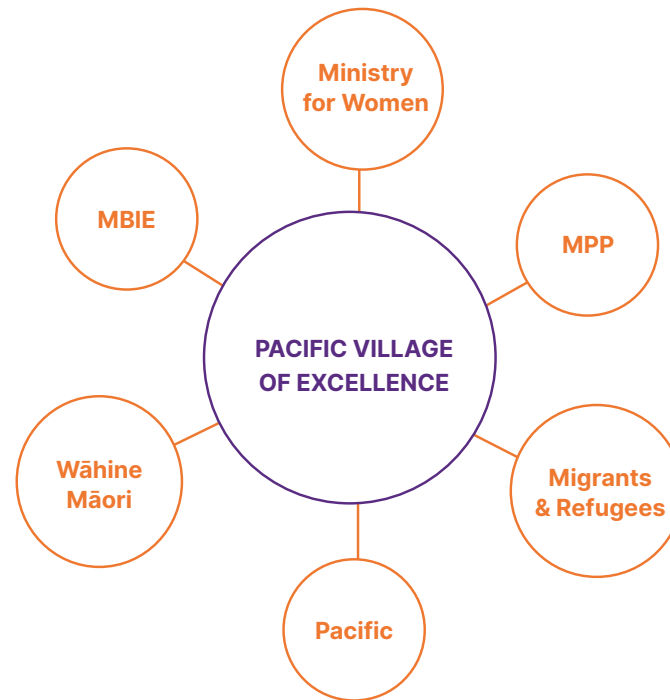 Ministry
for Women
MBIE
MPP
PACIFIC VILLAGE
OF EXCELLENCE
Wāhine
Māori
Migrants
& Refugees
Pacific